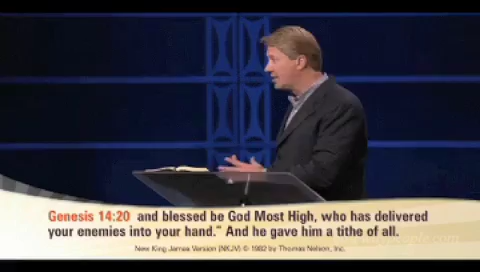 Genesis 14:20 and blessed be God Most High, who has delivered
your enemies into your hand." And he gave him a tithe of all.
New King James Version (NKJV) © 1982 by Thomas Nelson, Inc.